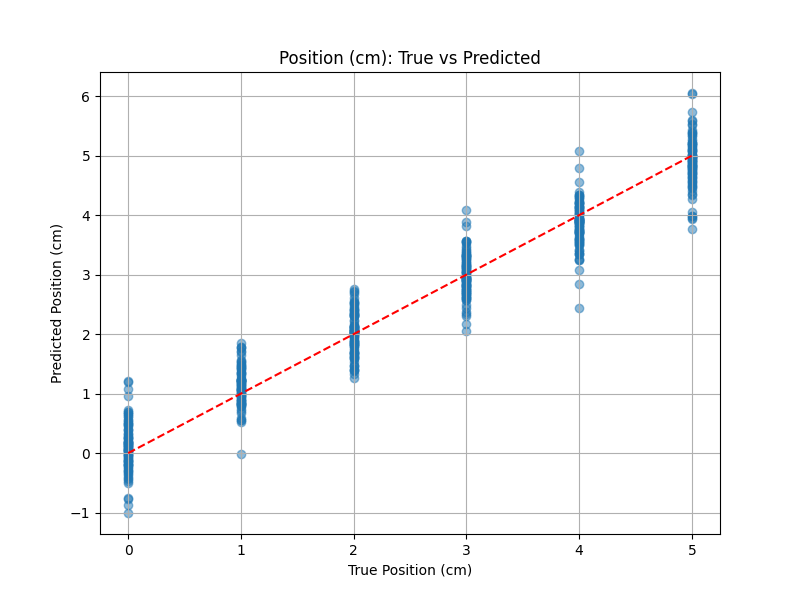 Position (cm): True vs Predicted
6
5
4
3
2
1
0
−1
Predicted Position (cm)
0 1 2 3 4 5
True Position (cm)